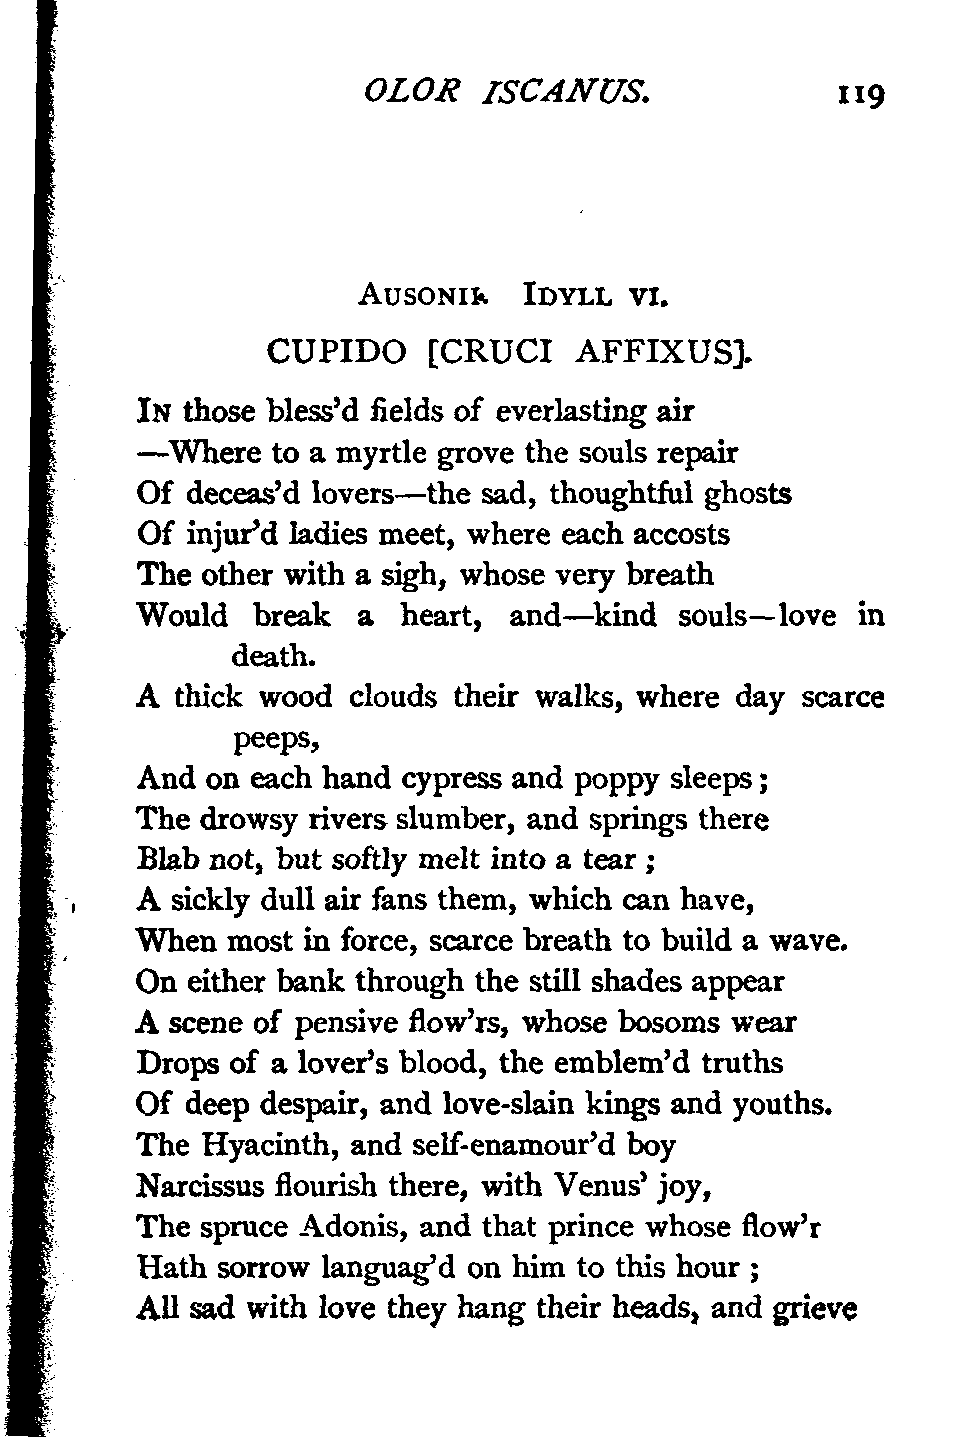 OLOR ISCANUS. 119
AUSONII. IDYLL VI.
CUPIDO [CRUCI AFFIXUS].
IN those bless'd fields of everlasting air
—Where to a myrtle grove the souls repair
Of deceas'd lovers—the sad, thoughtful ghosts
Of injur'd ladies meet, where each accosts
The other with a sigh, whose very breath
Would break a heart, and—kind souls—love in
death.
A thick wood clouds their walks, where day scarce
peeps,
And on each hand cypress and poppy sleeps ;
The drowsy rivers slumber, and springs there
Blab not, but softly melt into a tear ;
A sickly dull air fans them, which can have,
When most in force, scarce breath to build a wave.
On either bank through the still shades appear
A scene of pensive flow'rs, whose bosoms wear
Drops of a lover's blood, the emblem'd truths
Of deep despair, and love-slain kings and youths.
The Hyacinth, and self-enamour'd boy
Narcissus flourish there, with Venus' joy,
The spruce Adonis, and that prince whose flow'r
Hath sorrow languag'd on him to this hour ;
All sad with love they hang their heads, and grieve